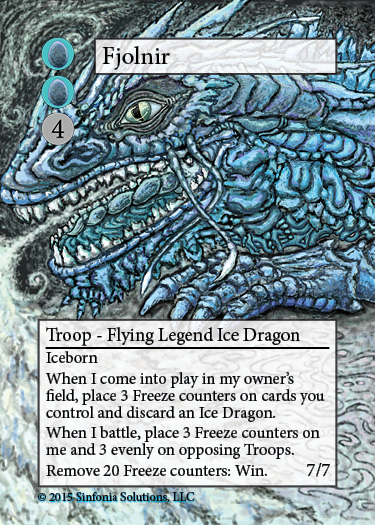 Fjolnir
4
Troop - Flying Legend Ice Dragon
Iceborn
When I come into play in my owner's
field, place 3 Freeze counters on cards you
control and discard an Ice Dragon.
When I battle, place 3 Freeze counters on
me and 3 evenly on opposing Troops.
Remove 20 Freeze counters: Win. 7/7
© 2015 Sinfonia Solutions, LLC